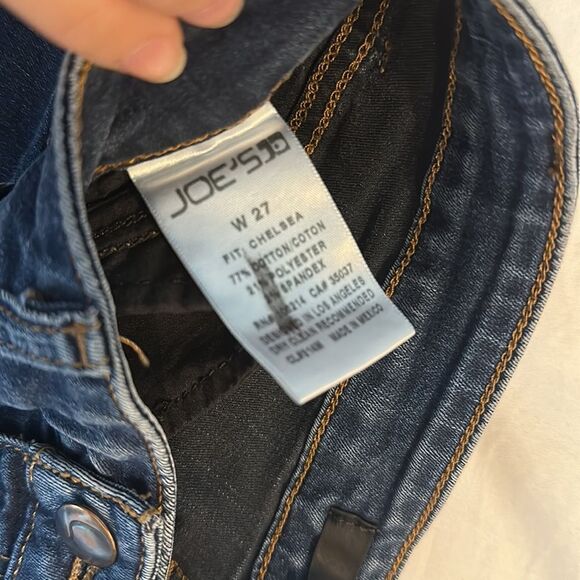 JOE'S
W 27
FIT: CHELSEA
77% COTTON/COTON
21% POLYESTER
SPANDEX
CA# 35037
DESIGNED IN LOS ANGELES
DRY CLEAN RECOMMENDED
MADE IN MEXICO